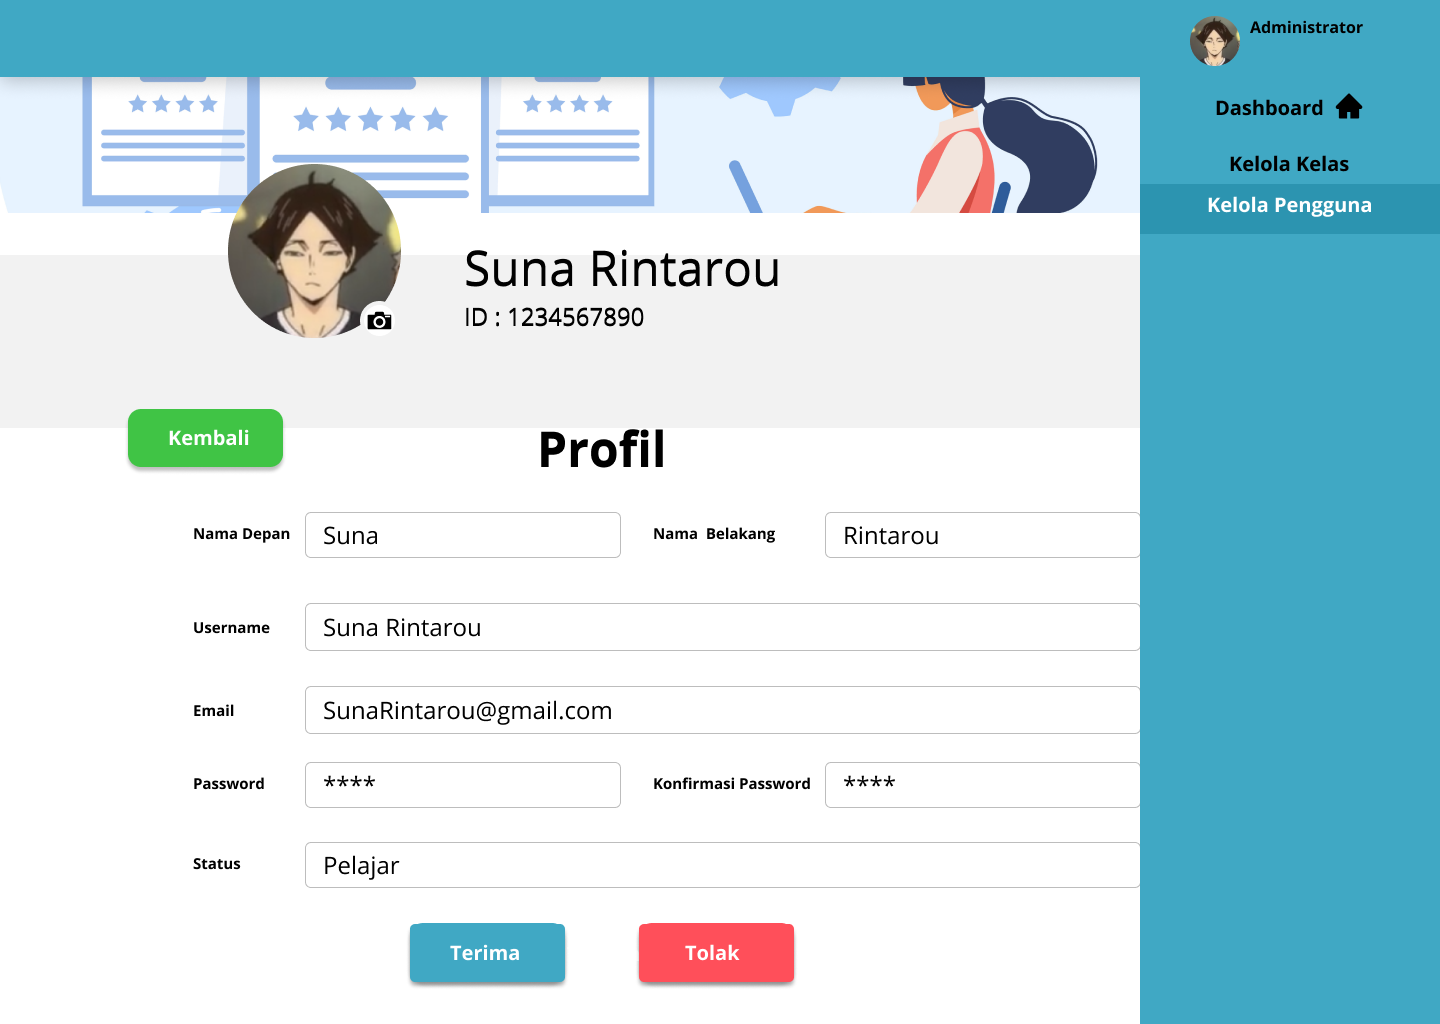 Administrator
Dashboard
Kelola Kelas
Kelola Pengguna
Suna Rintarou
ID : 1234567890
Kembali
Profil
Nama Depan Suna Nama Belakang Rintarou
Username Suna Rintarou
Email SunaRintarou@gmail.com
Password **** Konfirmasi Password ****
Status Pelajar
Terima Tolak